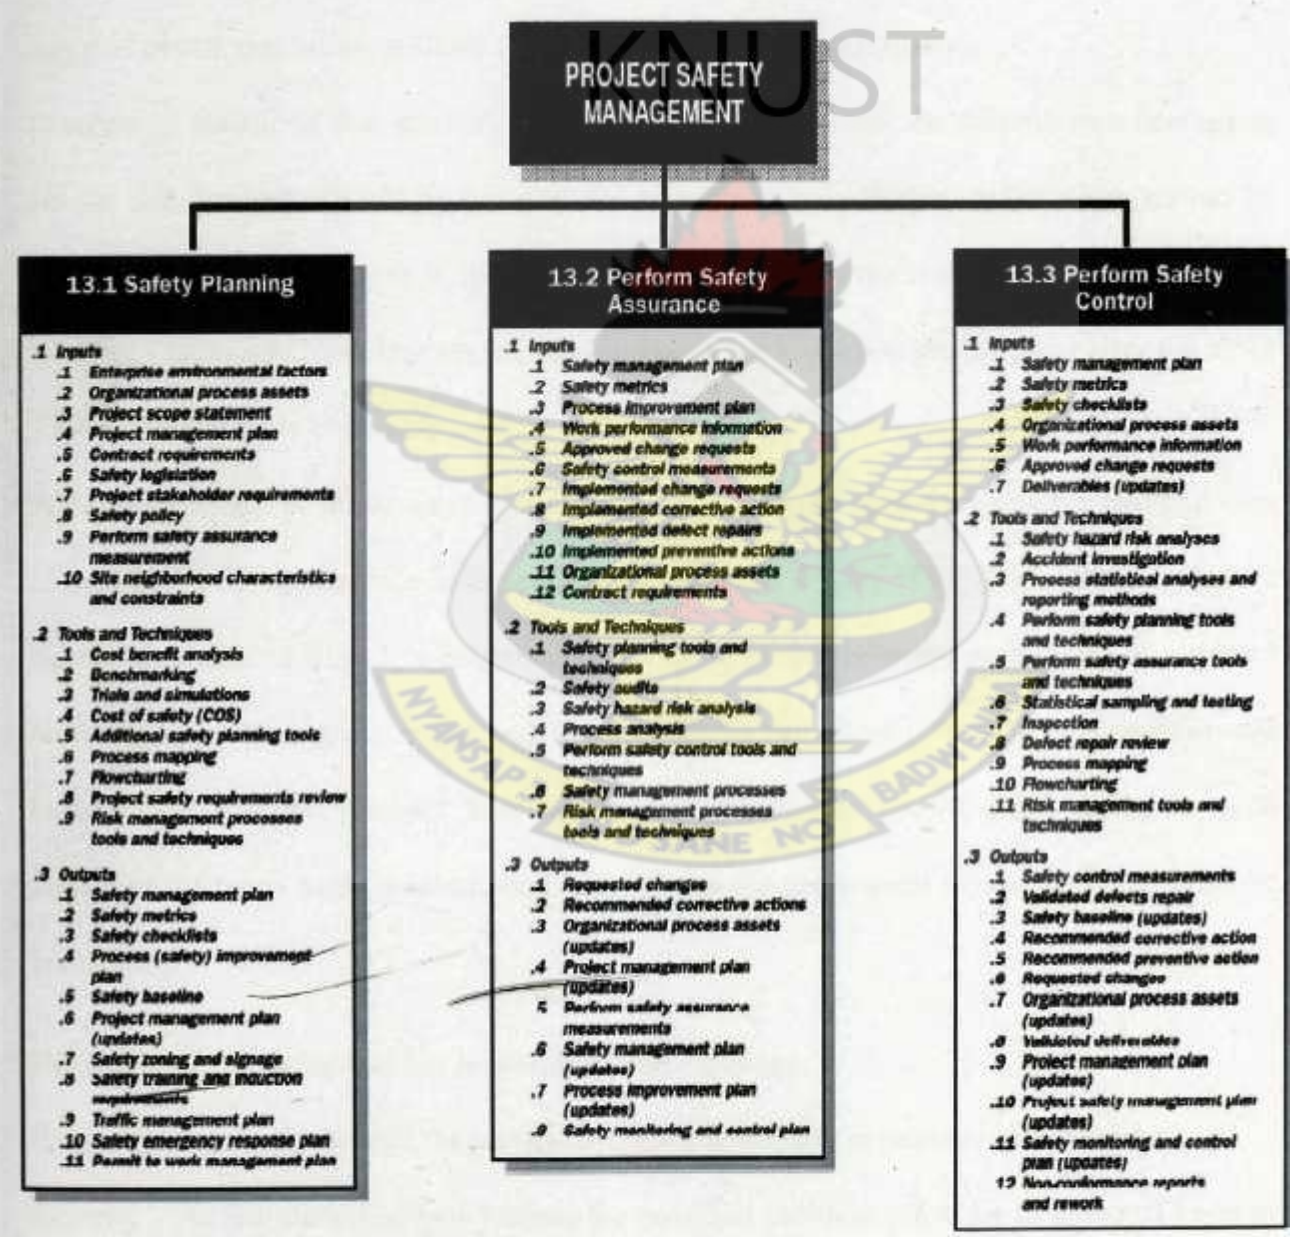 KNUST
PROJECT SAFETY
MANAGEMENT
13.1 Safety Planning
.1 Inputs
.1 Enterprise environmental factors
.2 Organizational process assets
.3 Project scope statement
.4 Project management plan
.5 Contract requirements
.6 Safety legislation
.7 Project stakeholder requirements
.8 Safety policy
.9 Perform safety assurance
measurement
.10 Site neighborhood characteristics
and constraints
.2 Tools and Techniques
.1 Cost benefit analysis
.2 Benchmarking
.3 Trials and simulations
.4 Cost of safety (COS)
.5 Additional safety planning tools
.6 Process mapping
.7 Flowcharting
.8 Project safety requirements review
.9 Risk management processes
tools and techniques
.3 Outputs
.1 Safety management plan
.2 Safety metrics
.3 Safety checklists
.4 Process (safety) improvement
plan
.5 Safety baseline
.6 Project management plan
(updates)
.7 Safety zoning and signage
.8 Safety training and induction
requirements
.9 Traffic management plan
.10 Safety emergency response plan
.11 Permit to work management plan
13.2 Perform Safety
Assurance
.1 Inputs
.1 Safety management plan
.2 Safety metrics
.3 Process improvement plan
.4 Work performance information
.5 Approved change requests
.6 Safety control measurements
.7 Implemented change requests
.8 Implemented corrective action
.9 Implemented defect repairs
.10 Implemented preventive actions
.11 Organizational process assets
.12 Contract requirements
.2 Tools and Techniques
.1 Safety planning tools and
techniques
.2 Safety audits
.3 Safety hazard risk analysis
.4 Process analysis
.5 Perform safety control tools and
techniques
.6 Safety management processes
.7 Risk management processes
tools and techniques
.3 Outputs
.1 Requested changes
.2 Recommended corrective actions
.3 Organizational process assets
(updates)
.4 Project management plan
(updates)
.5 Perform safety assurance
measurements
.6 Safety management plan
(updates)
.7 Process improvement plan
(updates)
Safety monitoring and control plan
13.3 Perform Safety
Control
.1 Inputs
.1 Safety management plan
.2 Safety metrics
.3 Safety checklists
.4 Organizational process assets
.5 Work performance information
.6 Approved change requests
.7 Deliverables (updates)
.2 Tools and Techniques
.1 Safety hazard risk analyses
.2 Accident investigation
.3 Process statistical analyses and
reporting methods
.4 Perform safety planning tools
and techniques
.5 Perform safety assurance tools
and techniques
.6 Statistical sampling and testing
.7 Inspection
.8 Defect repair review
.9 Process mapping
.10 Flowcharting
.11 Risk management tools and
techniques
.3 Outputs
.1 Safety control measurements
.2 Validated defects repair
.3 Safety baseline (updates)
.4 Recommended corrective action
.5 Recommended preventive action
.6 Requested changes
.7 Organizational process assets
(updates)
.8 Validated deliverables
.9 Project management plan
(updates)
.10 Project safety management plan
(updates)
.11 Safety monitoring and control
plan (updates)
12 Non-conformance reports
and rework
NYANSAP SANE NO BADWEN